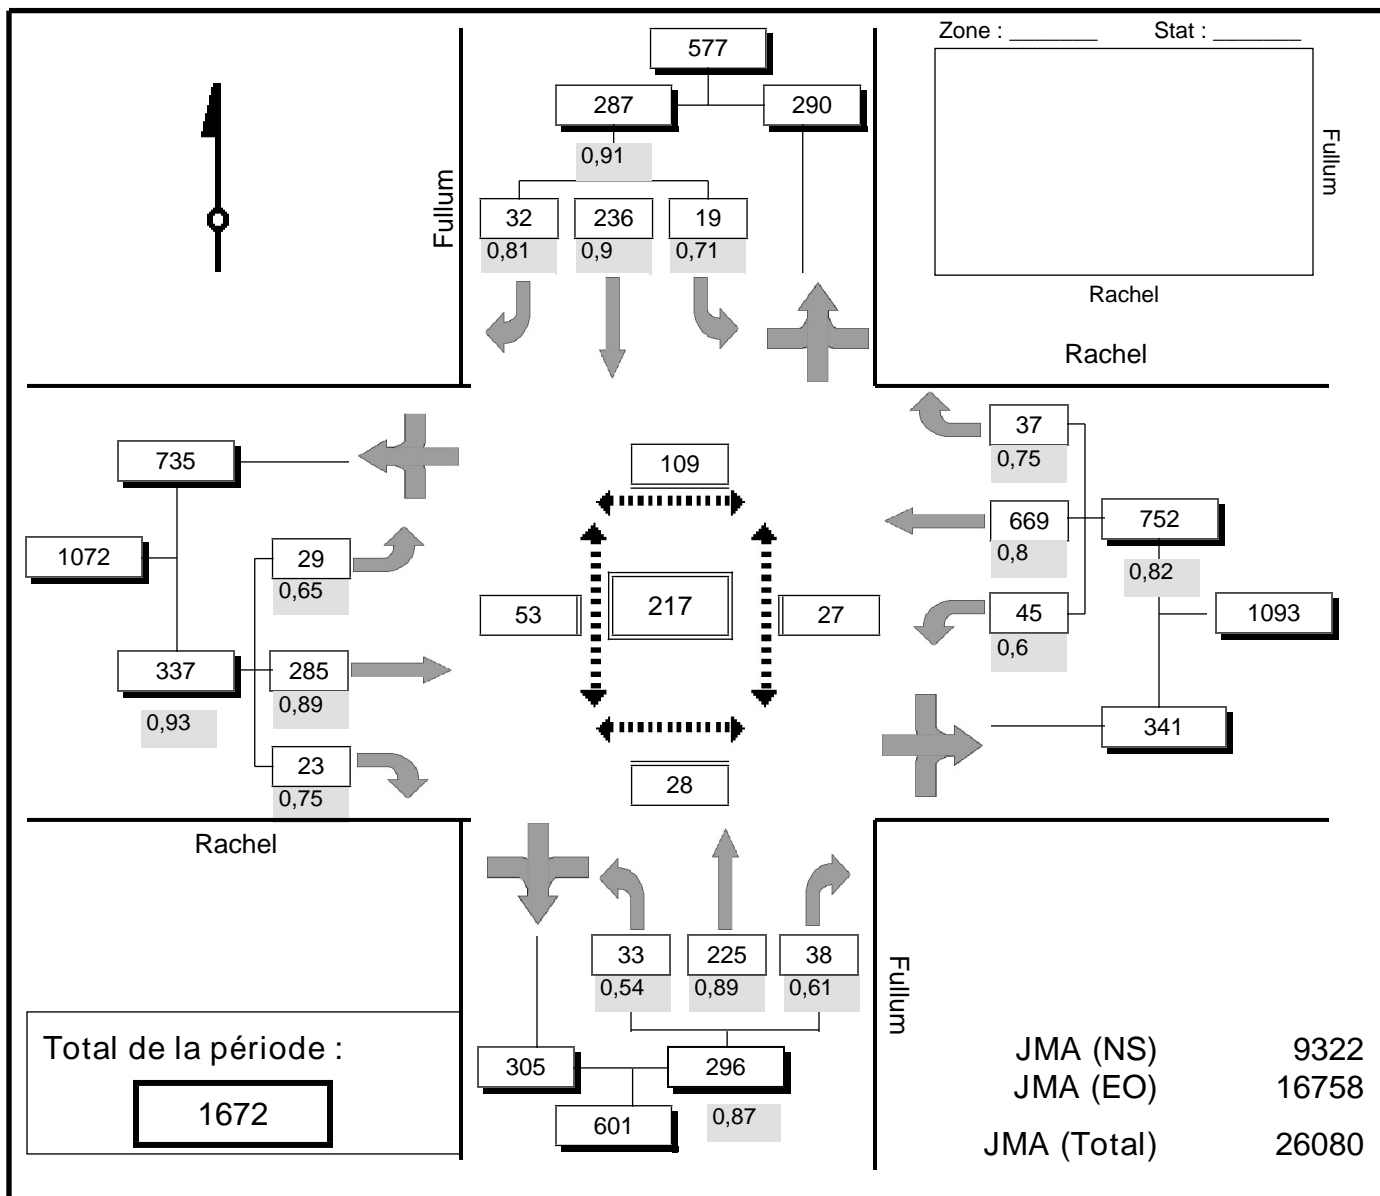 Zone : _______ Stat : _______
577
287 290
0,91
Fullum
Fullum
32 236 19
0,81 0,9 0,71
Rachel
Rachel
37
0,75
735
109
669 752
0,8 0,82
1072
29
0,65
53 217 27
45
0,6
1093
337 285
0,93 0,89
341
23
0,75
28
Rachel
33 225 38
0,54 0,89 0,61
Fullum
Total de la période :
1672
305 296
601 0,87
JMA (NS) 9322
JMA (EO) 16758
JMA (Total) 26080